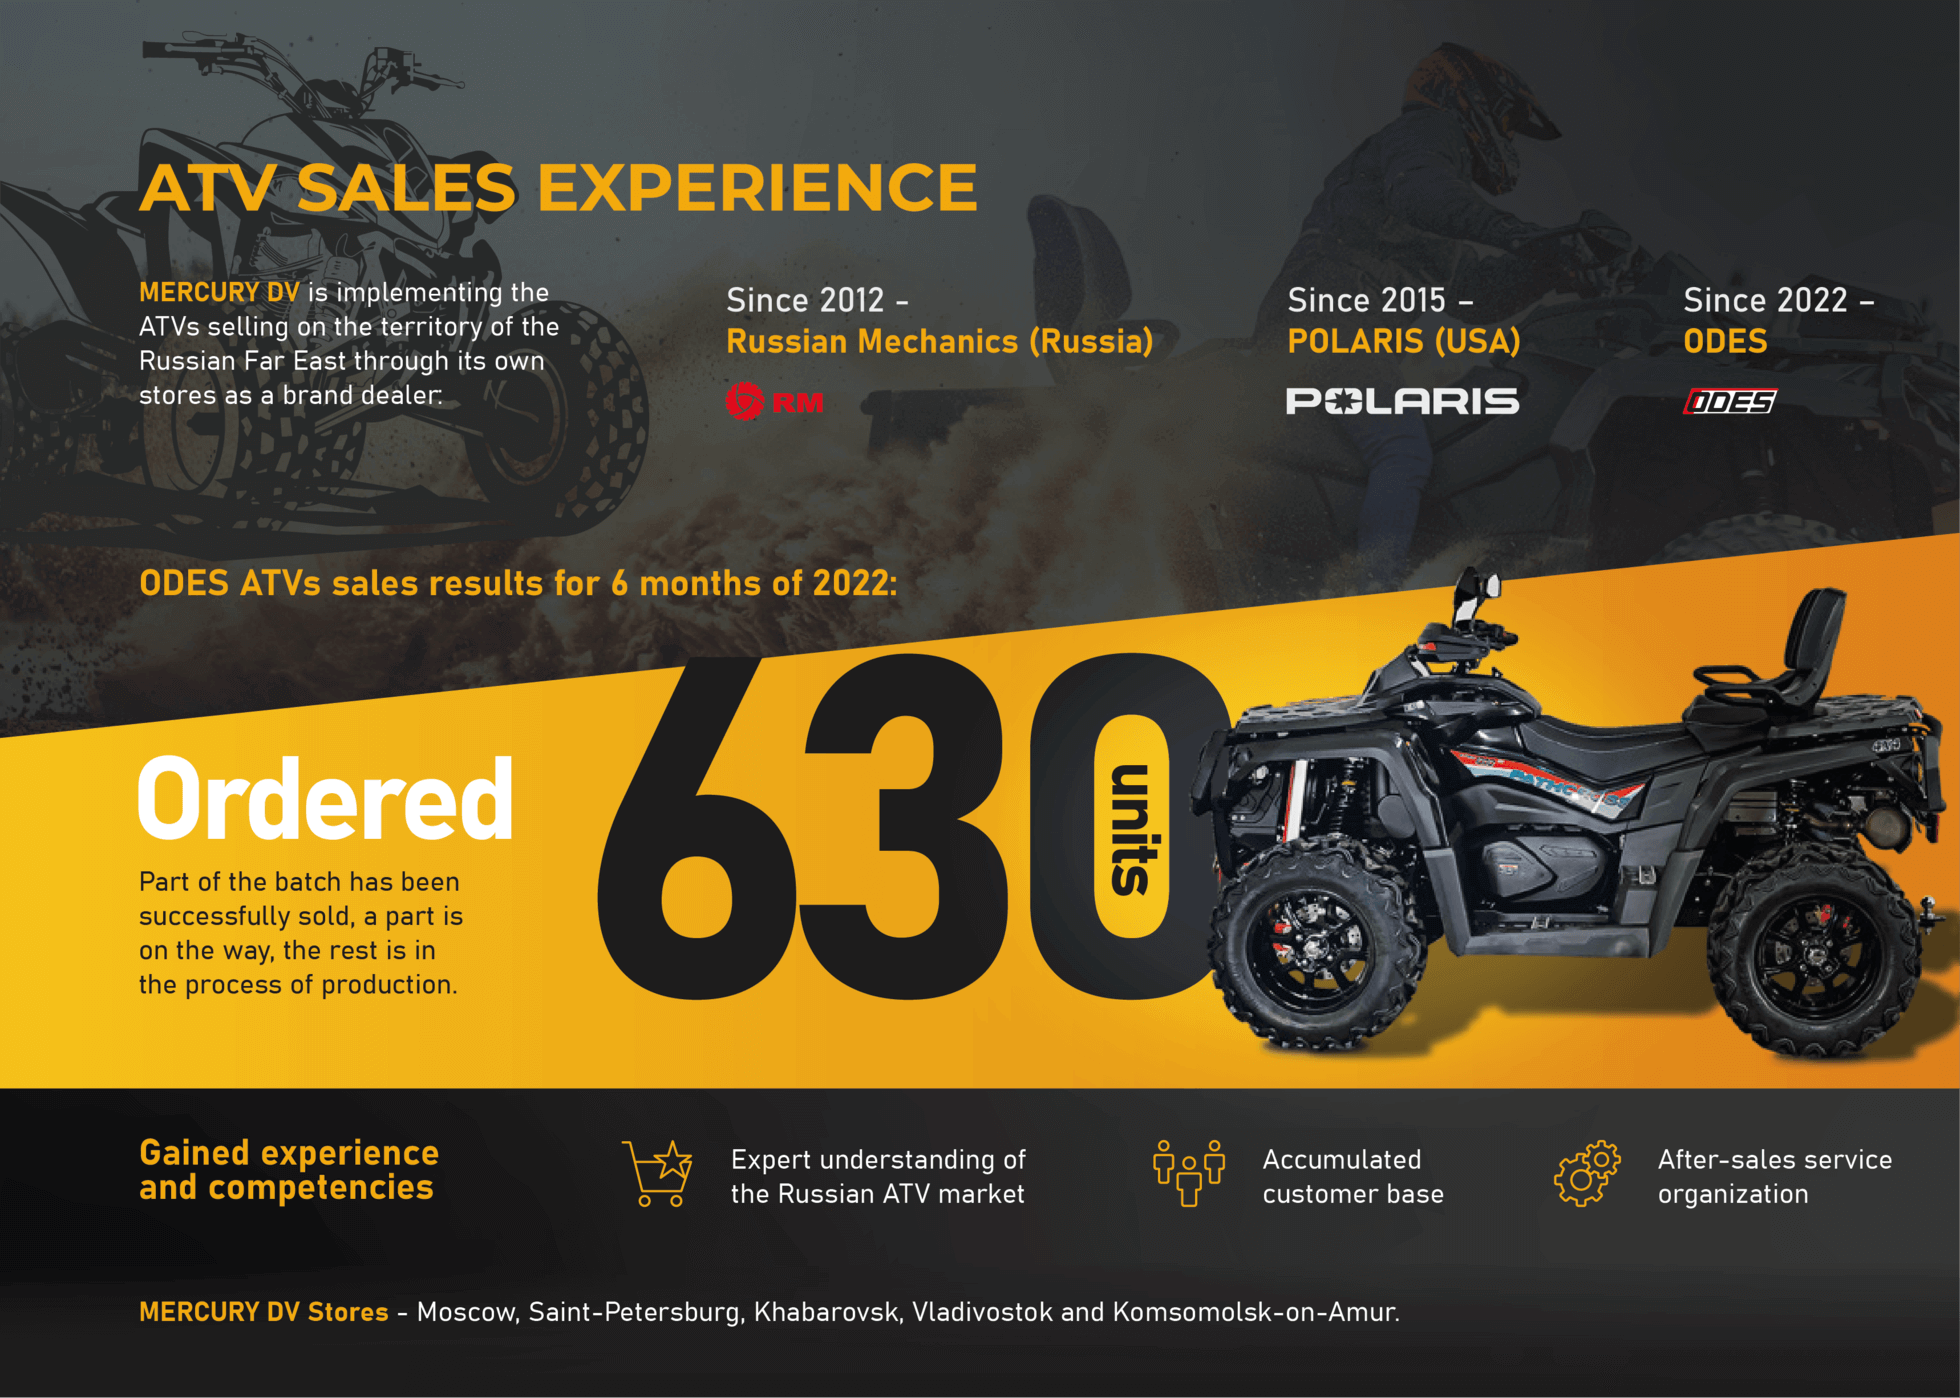 ATV SALES EXPERIENCE
MERCURY DV is implementing the
ATVs selling on the territory of the
Russian Far East through its own
stores as a brand dealer:
Since 2012 -
Russian Mechanics (Russia)
RM
Since 2015 –
POLARIS (USA)
POLARIS
Since 2022 –
ODES
ODES
ODES ATVs sales results for 6 months of 2022:
Ordered
630
units
Part of the batch has been
successfully sold, a part is
on the way, the rest is in
the process of production.
4X4
Gained experience
and competencies
Expert understanding of
the Russian ATV market
Accumulated
customer base
After-sales service
organization
MERCURY DV Stores - Moscow, Saint-Petersburg, Khabarovsk, Vladivostok and Komsomolsk-on-Amur.